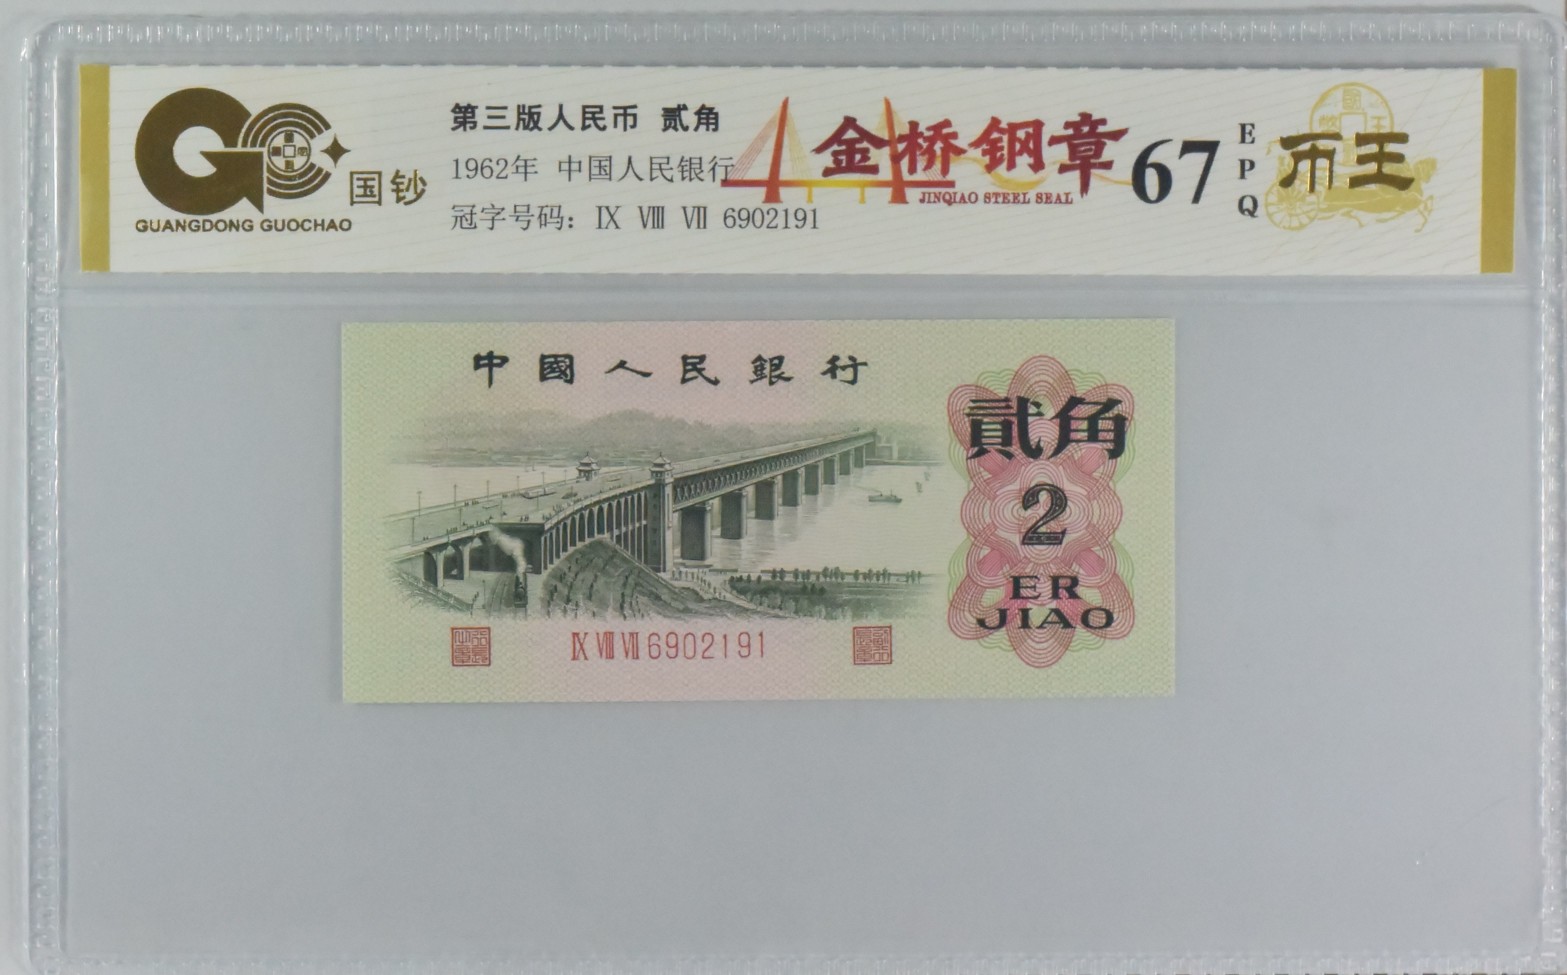 国钞
GUANGDONG GUOCHAO
第三版人民币 贰角
1962年 中国人民银行
冠字号码：Ⅸ Ⅷ Ⅶ 6902191
金桥钢章
JINQIAO STEEL SEAL
67
EPQ
币王
中國人民銀行
貳角
2
ER
JIAO
Ⅸ Ⅷ Ⅶ 6902191